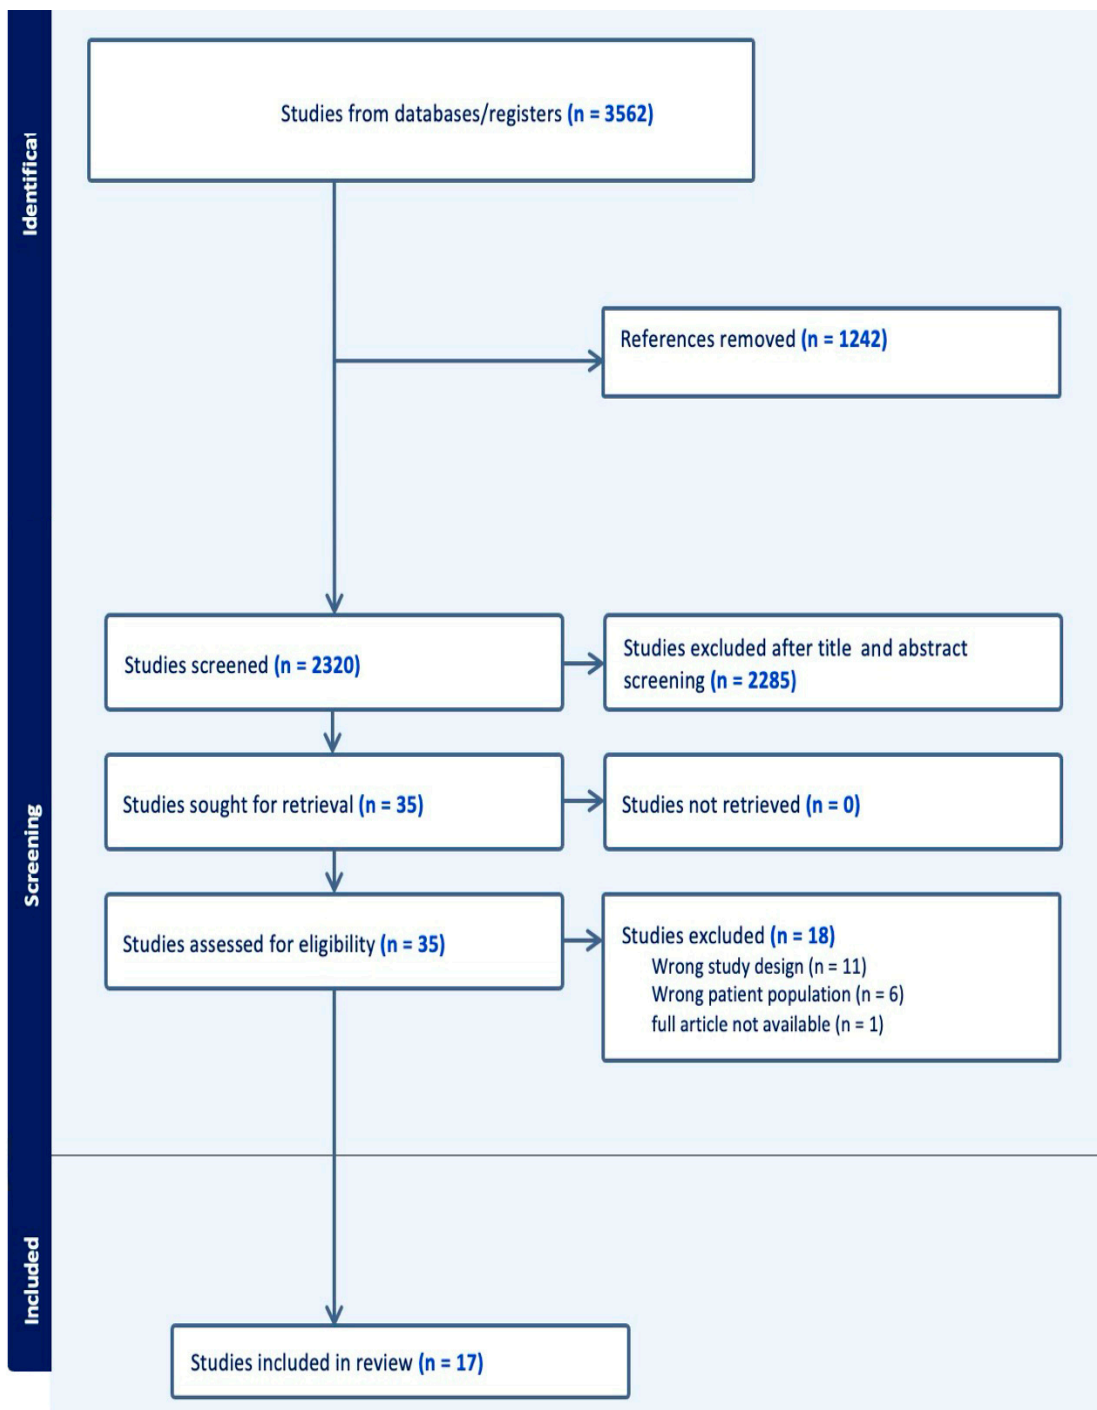 Identificat
Studies from databases/registers (n = 3562)
References removed (n = 1242)
Screening
Studies screened (n = 2320)
Studies excluded after title and abstract
screening (n = 2285)
Studies sought for retrieval (n = 35)
Studies not retrieved (n = 0)
Studies assessed for eligibility (n = 35)
Studies excluded (n = 18)
Wrong study design (n = 11)
Wrong patient population (n = 6)
full article not available (n = 1)
Included
Studies included in review (n = 17)